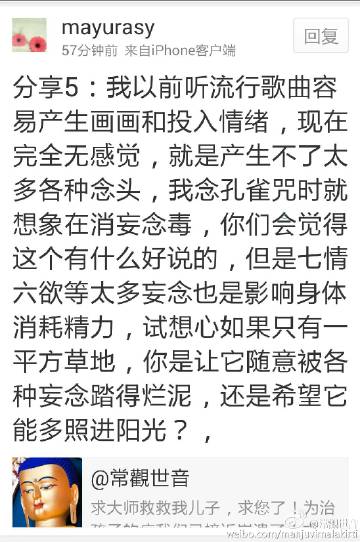 mayurasy
57分钟前 来自iPhone客户端
回复
分享5：我以前听流行歌曲容
易产生画画和投入情绪，现在
完全无感觉，就是产生不了太
多各种念头，我念孔雀咒时就
想象在消妄念毒，你们会觉得
这个有什么好说的，但是七情
六欲等太多妄念也是影响身体
消耗精力，试想心如果只有一
平方草地，你是让它随意被各
种妄念踏得烂泥，还是希望它
能多照进阳光？，
@常觀世音
求大师救救我儿子，求您了！为治
weibo.com/manjuvimalakirti